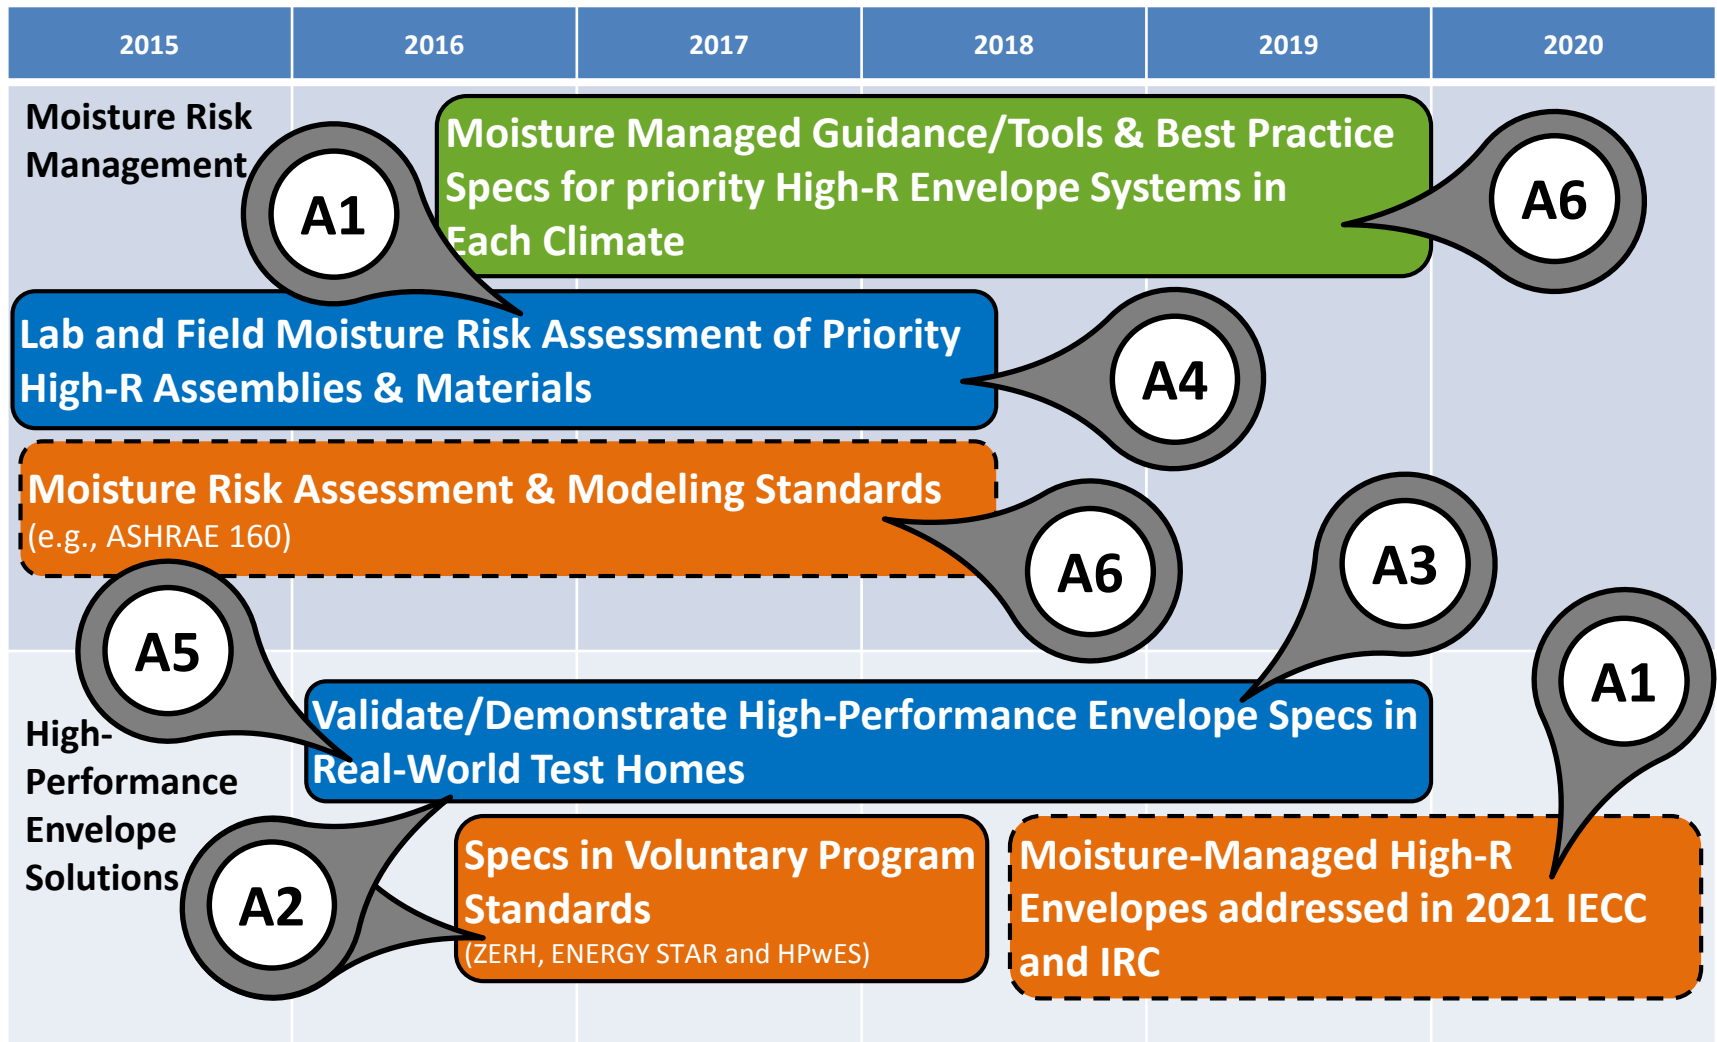 2015 2016 2017 2018 2019 2020
Moisture Risk
Management
Moisture Managed Guidance/Tools & Best Practice
Specs for priority High-R Envelope Systems in
Each Climate
A1
A6
Lab and Field Moisture Risk Assessment of Priority
High-R Assemblies & Materials
A4
Moisture Risk Assessment & Modeling Standards
(e.g., ASHRAE 160)
A6
A3
A5
A1
High-
Performance
Envelope
Solutions
Validate/Demonstrate High-Performance Envelope Specs in
Real-World Test Homes
A2
Specs in Voluntary Program
Standards
(ZERH, ENERGY STAR and HPwES)
Moisture-Managed High-R
Envelopes addressed in 2021 IECC
and IRC